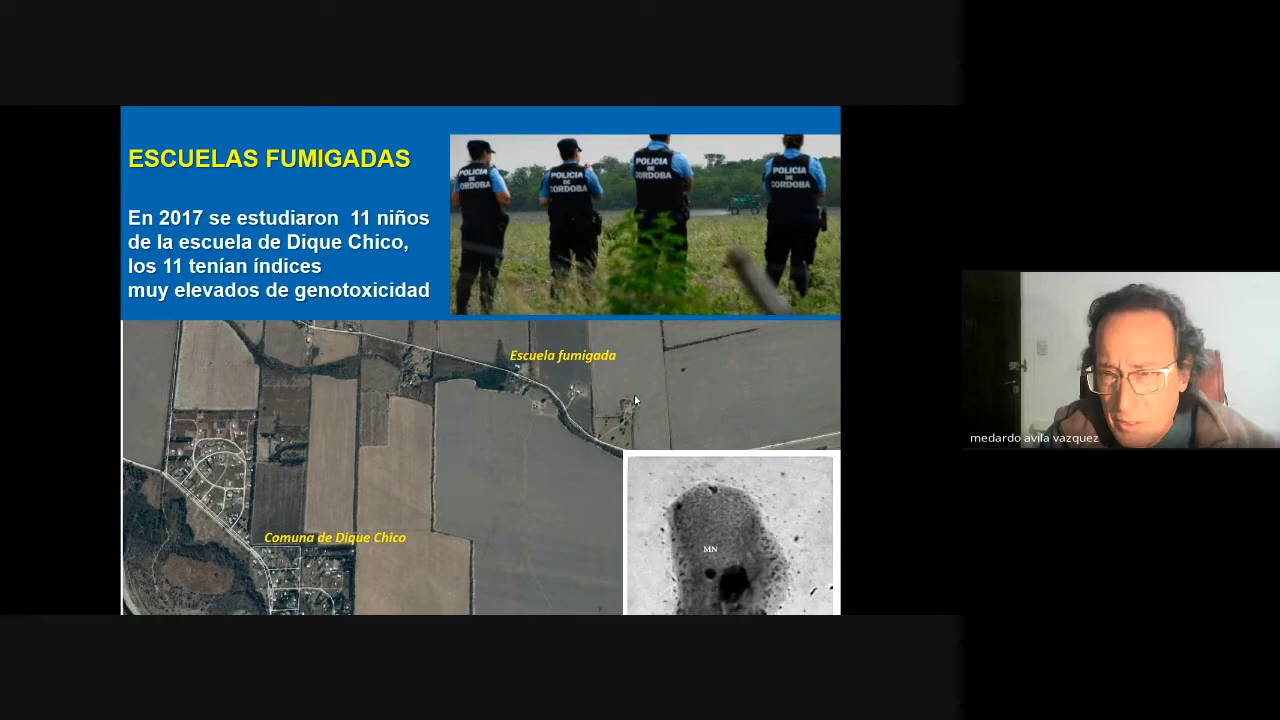 ESCUELAS FUMIGADAS
En 2017 se estudiaron 11 niños
de la escuela de Dique Chico,
los 11 tenían índices
muy elevados de genotoxicidad
POLICIA
DE
CORDOBA
POLICIA
DE
CORDOBA
POLICIA
DE
CORDOBA
POLICIA
DE
CORDOBA
Escuela fumigada
Comuna de Dique Chico
MN
medardo avila vazquez